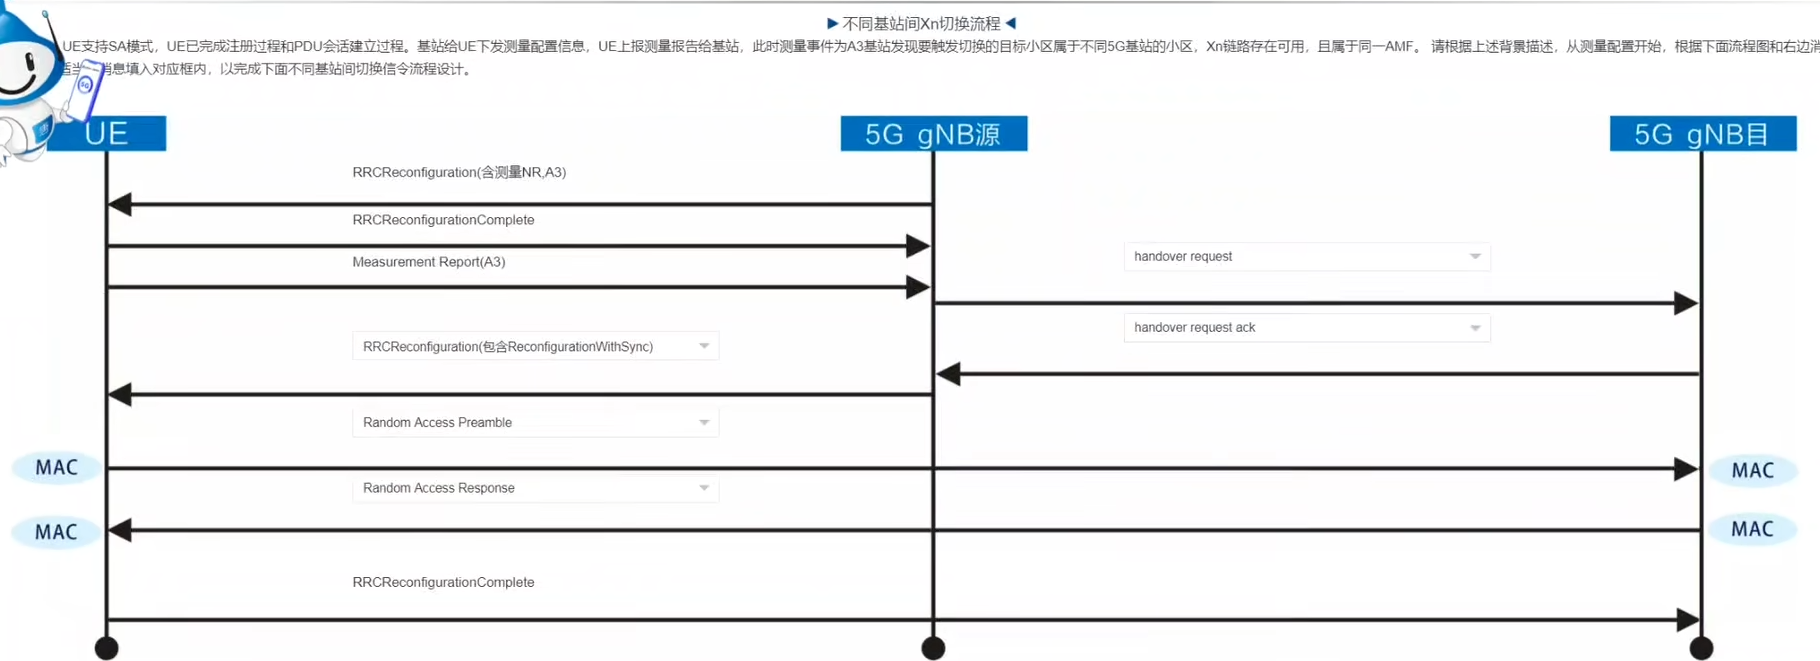 ▶ 不同基站间Xn切换流程 ◀
UE支持SA模式，UE已完成注册过程和PDU会话建立过程。基站给UE下发测量配置信息，UE上报测量报告给基站，此时测量事件为A3基站发现要触发切换的目标小区属于不同5G基站的小区，Xn链路存在可用，且属于同一AMF。 请根据上述背景描述，从测量配置开始，根据下面流程图和右边消
适当 消息填入对应框内，以完成下面不同基站间切换信令流程设计。
5G
UE
5G gNB源
5G gNB目
RRCReconfiguration(含测量NR,A3)
RRCReconfigurationComplete
handover request
Measurement Report(A3)
handover request ack
RRCReconfiguration(包含ReconfigurationWithSync)
Random Access Preamble
MAC
MAC
Random Access Response
MAC
MAC
RRCReconfigurationComplete